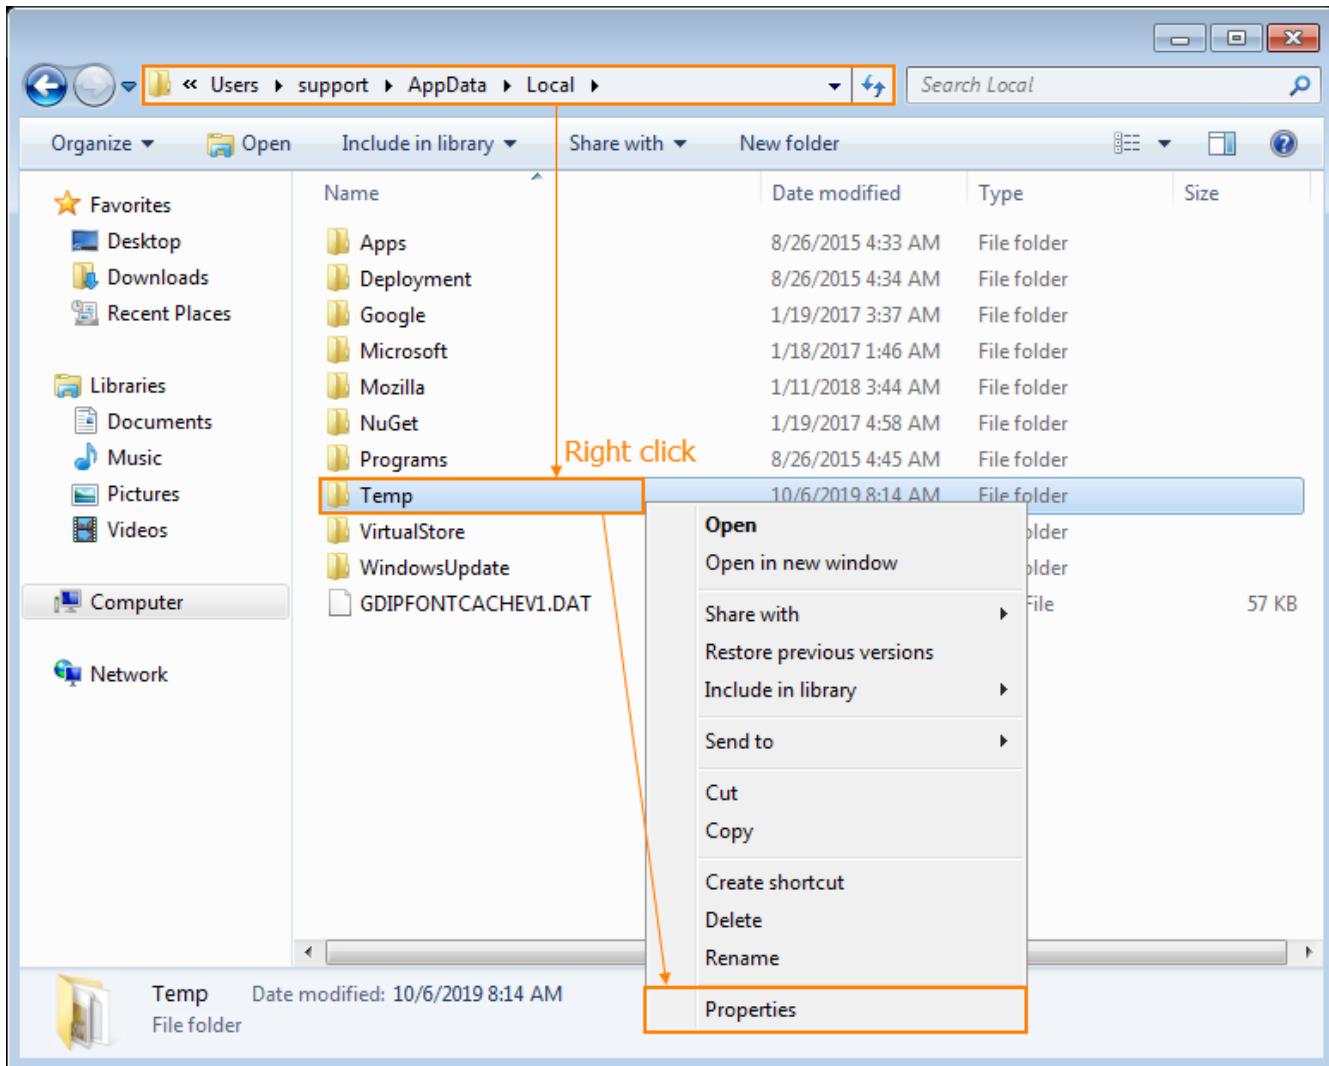 « Users support AppData Local
Search Local
Organize Open Include in library Share with New folder
Name Date modified Type Size
Favorites
Desktop
Downloads
Recent Places
Libraries
Documents
Music
Pictures
Videos
Computer
Network
Apps 8/26/2015 4:33 AM File folder
Deployment 8/26/2015 4:34 AM File folder
Google 1/19/2017 3:37 AM File folder
Microsoft 1/18/2017 1:46 AM File folder
Mozilla 1/11/2018 3:44 AM File folder
NuGet 1/19/2017 4:58 AM File folder
Programs 8/26/2015 4:45 AM File folder
Right click
Temp 10/6/2019 8:14 AM File folder
VirtualStore
WindowsUpdate
GDIPFONTCACHEV1.DAT File 57 KB
Open
Open in new window
Share with
Restore previous versions
Include in library
Send to
Cut
Copy
Create shortcut
Delete
Rename
Properties
Temp Date modified: 10/6/2019 8:14 AM
File folder